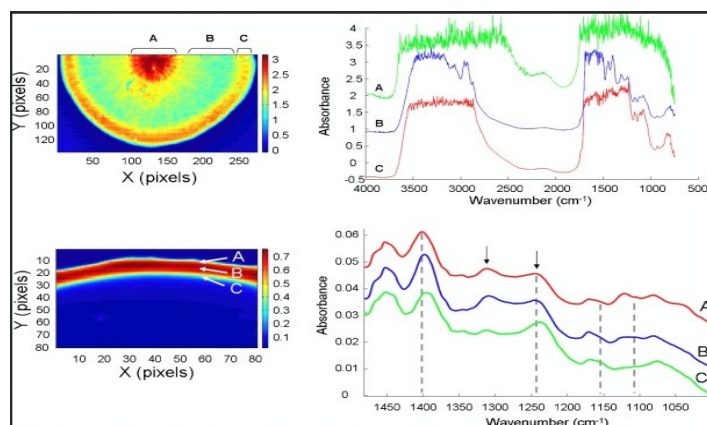 A B C
Y (pixels)
20
40
60
80
100
120
50 100 150 200 250
X (pixels)
3
2.5
2
1.5
1
0.5
0
Absorbance
4
3.5
3
2.5
2
1.5
1
0.5
0
-0.5
A
B
C
4000 3000 2000 1000 0
Wavenumber (cm-1)
Y (pixels)
10
20
30
40
50
60
70
80
A
B
C
10 20 30 40 50 60 70 80
X (pixels)
0.7
0.6
0.5
0.4
0.3
0.2
0.1
Absorbance
0.06
0.05
0.04
0.03
0.02
0.01
0
A
B
C
1450 1400 1350 1300 1250 1200 1150 1100 1050
Wavenumber (cm-1)